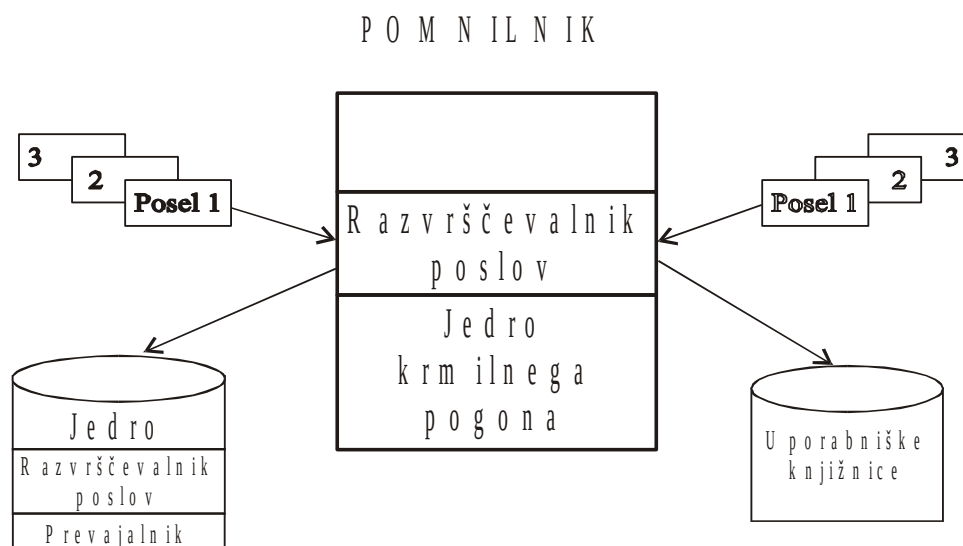 POMNILNIK
3
2
Posel 1
3
2
Posel 1
Razvrščevalnik
poslov
Jedro
krmilnega
pogona
Jedro
Razvrščevalnik
poslov
Prevajalnik
Uporabniške
knjižnice